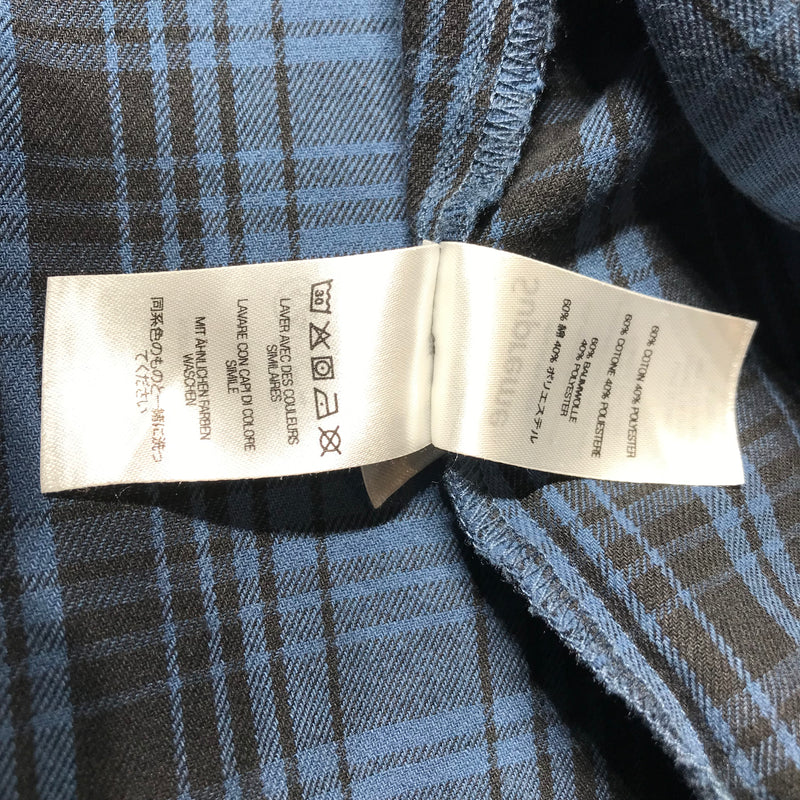 30
LAVER AVEC DES COULEURS
SIMILAIRES
LAVARE CON CAPI DI COLORE
SIMILE
MIT ÄHNLICHEN FARBEN
WASCHEN
同系色のものと一緒に洗っ
てください
60% COTON 40% POLYESTER
60% COTONE 40% POLIESTERE
60% BAUMWOLLE
40% POLYESTER
60% 綿 40% ポリエステル
Supreme